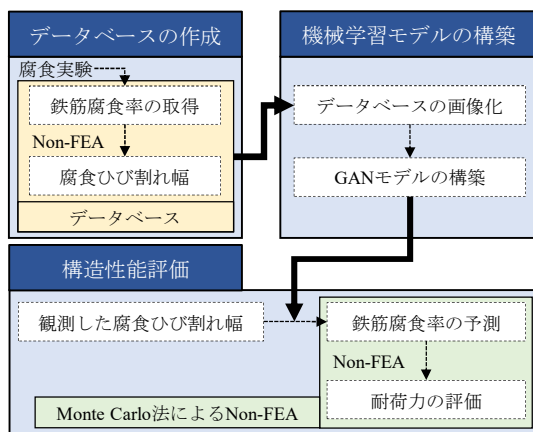 データベースの作成
腐食実験
鉄筋腐食率の取得
Non-FEA
腐食ひび割れ幅
データベース
機械学習モデルの構築
データベースの画像化
GANモデルの構築
構造性能評価
観測した腐食ひび割れ幅
鉄筋腐食率の予測
Non-FEA
耐荷力の評価
Monte Carlo法によるNon-FEA